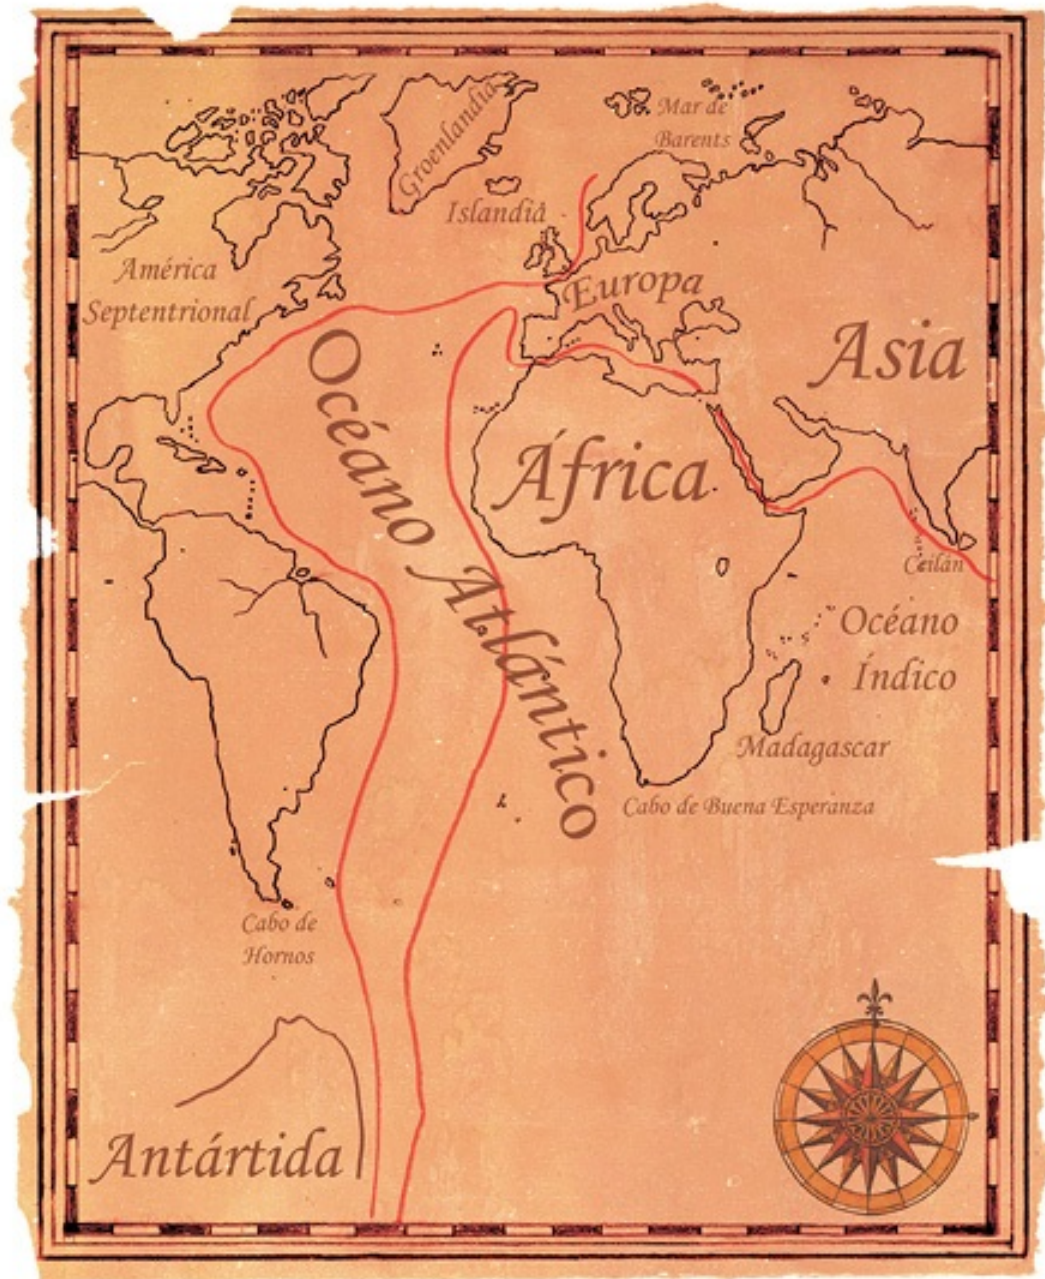 Groenlandia
Mar de
Barents
Islandia
América
Septentrional
Europa
Asia
Océano Atlántico
África
Ceilán
Océano
Índico
Madagascar
Cabo de Buena Esperanza
Cabo de
Hornos
Antártida